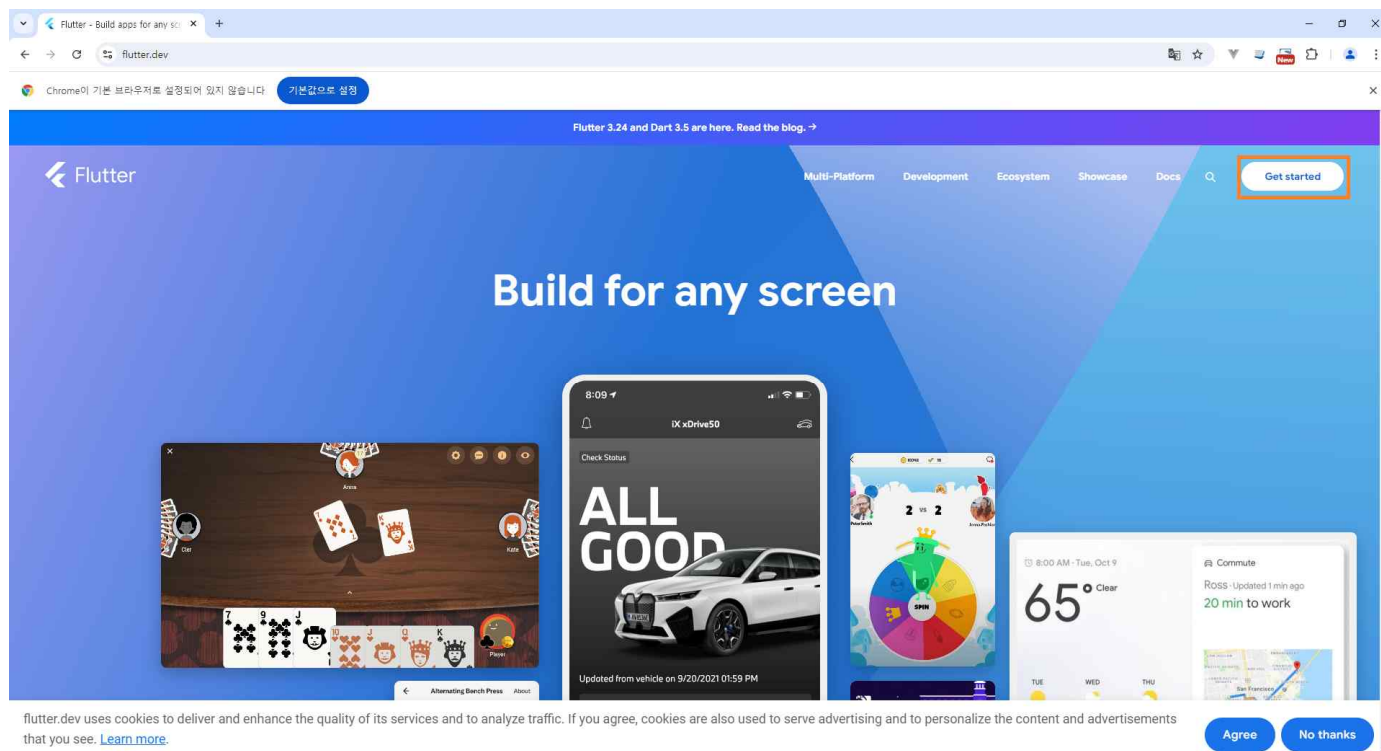 Flutter - Build apps for any scr
flutter.dev
New
Chrome이 기본 브라우저로 설정되어 있지 않습니다 기본값으로 설정
Flutter 3.24 and Dart 3.5 are here. Read the blog. →
Flutter
Multi-Platform Development Ecosystem Showcase Docs Get started
Build for any screen
8:09
iX xDrive50
Check Status
ALL
GOOD
Updated from vehicle on 9/20/2021 01:59 PM
Anna
Cler
Kate
Player
7 9 J 10 J Q K
Alternating Bench Press About
2 vs 2
SPIN
8:00 AM · Tue, Oct 9
65° Clear
TUE WED THU
Commute
Ross · Updated 1 min ago
20 min to work
San Francisco
flutter.dev uses cookies to deliver and enhance the quality of its services and to analyze traffic. If you agree, cookies are also used to serve advertising and to personalize the content and advertisements
that you see. Learn more.
Agree No thanks